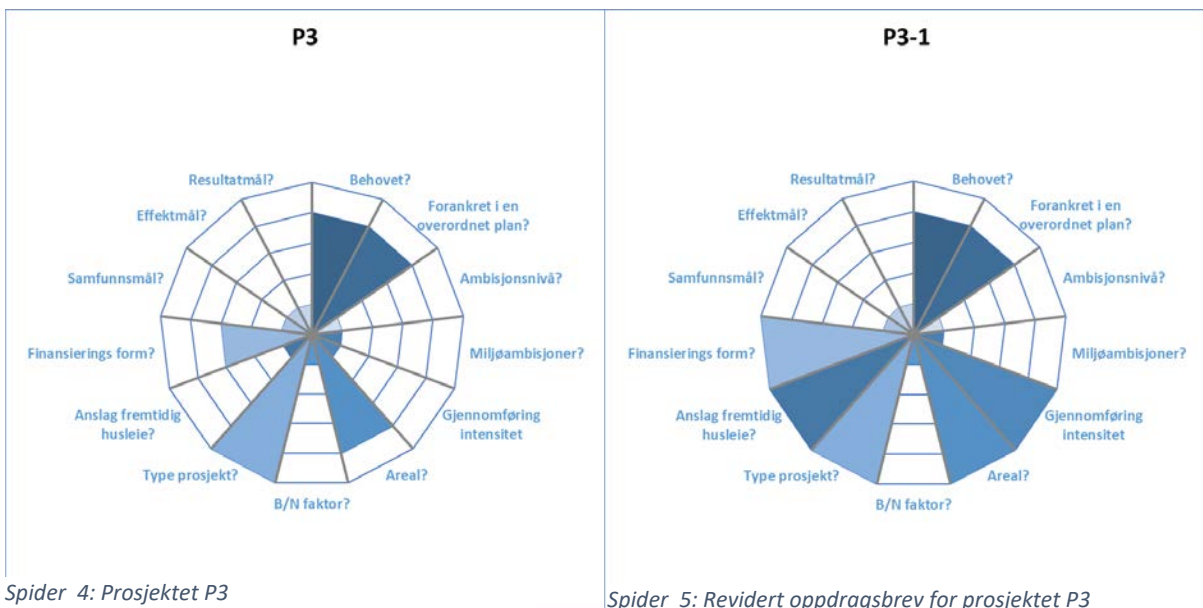 P3
Resultatmål?
Behovet?
Effektmål?
Forankret i en
overordnet plan?
Samfunnsmål?
Ambisjonsnivå?
Finansierings form?
Miljøambisjoner?
Anslag fremtidig
husleie?
Gjennomføring
intensitet
Type prosjekt?
Areal?
B/N faktor?
Spider 4: Prosjektet P3
P3-1
Resultatmål?
Behovet?
Effektmål?
Forankret i en
overordnet plan?
Samfunnsmål?
Ambisjonsnivå?
Finansierings form?
Miljøambisjoner?
Anslag fremtidig
husleie?
Gjennomføring
intensitet
Type prosjekt?
Areal?
B/N faktor?
Spider 5: Revidert oppdragsbrev for prosjektet P3